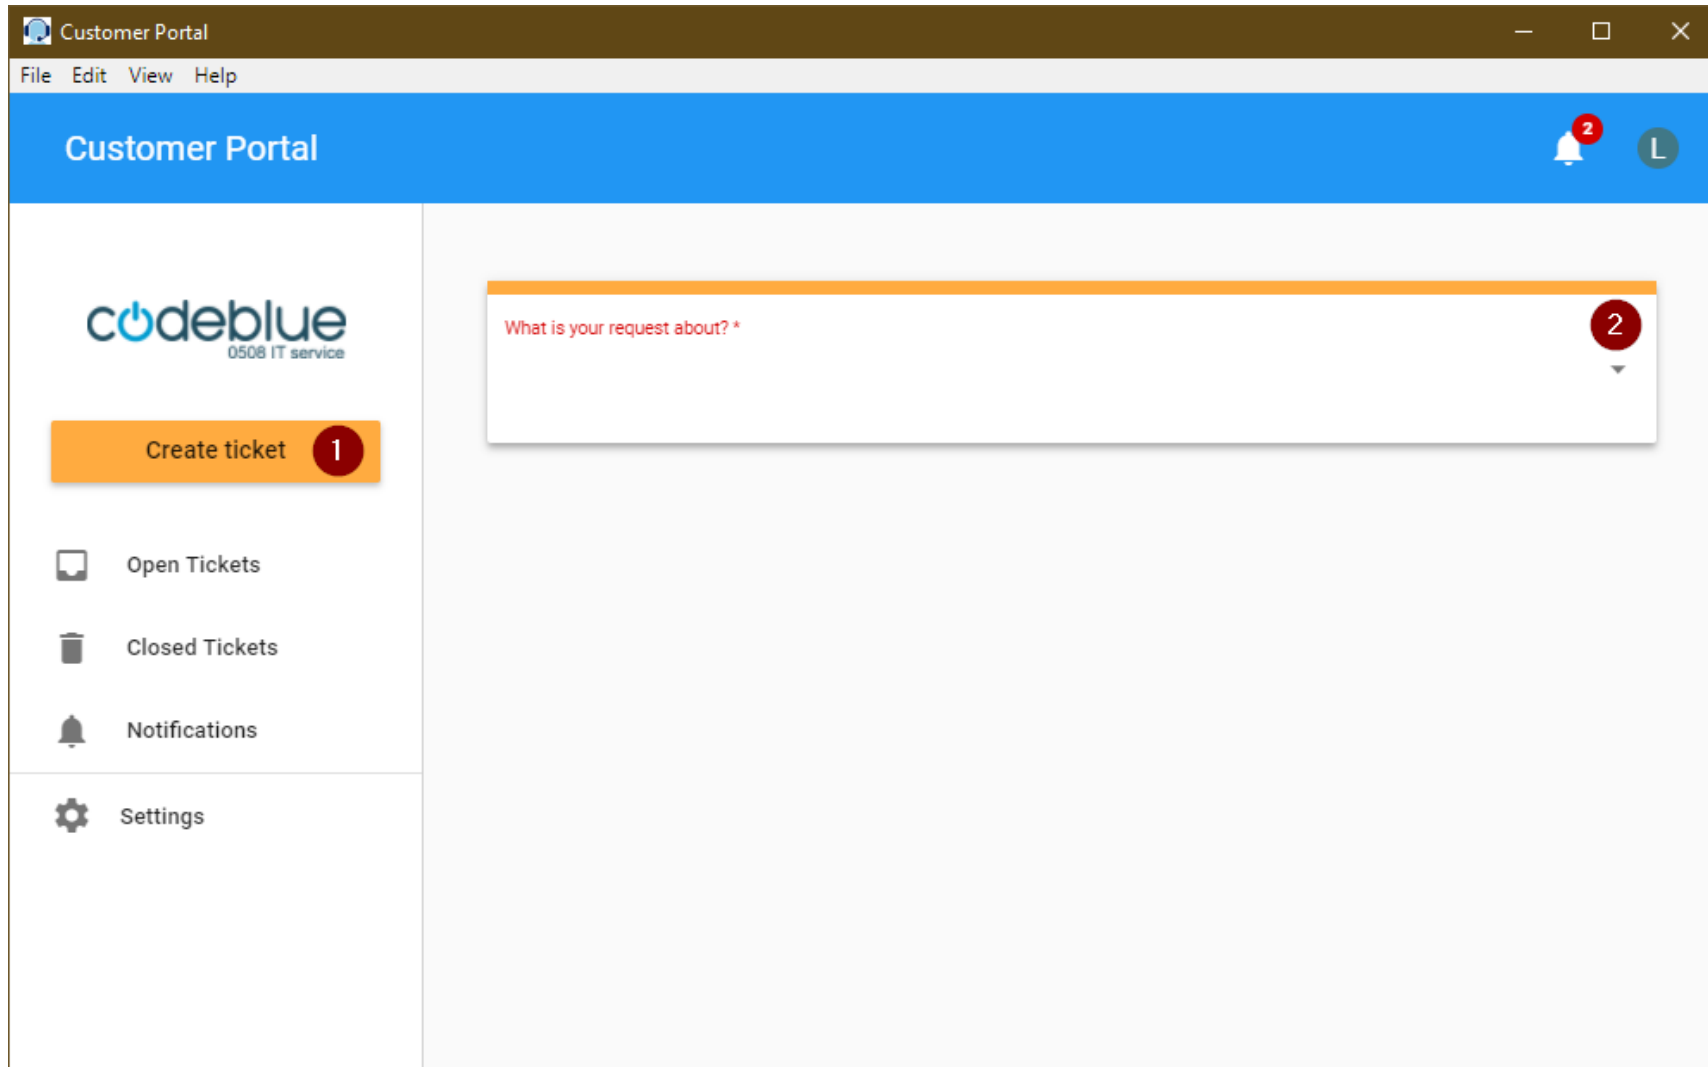 Customer Portal
File Edit View Help
Customer Portal
2
L
codeblue
0508 IT service
What is your request about? *
2
Create ticket 1
Open Tickets
Closed Tickets
Notifications
Settings